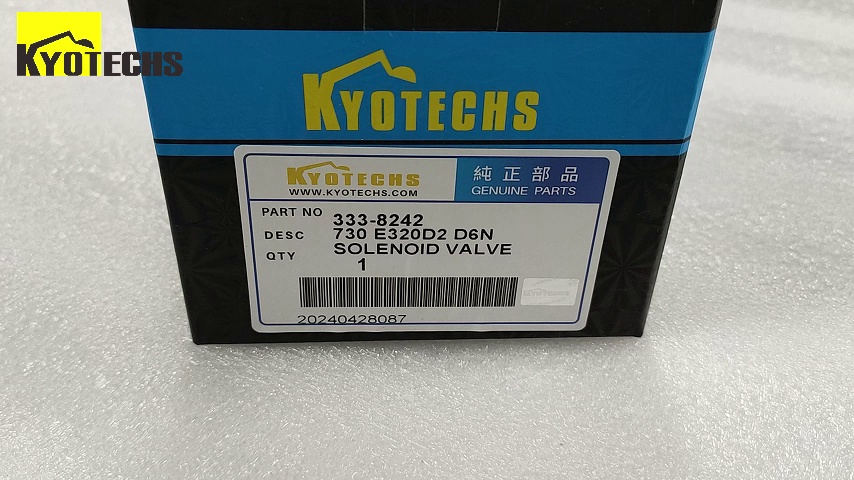 KYOTECHS
KYOTECHS
KYOTECHS
WWW.KYOTECHS.COM
純正部品
GENUINE PARTS
PART NO 333-8242
DESC 730 E320D2 D6N
SOLENOID VALVE
QTY 1
20240428087
KYOTECHS